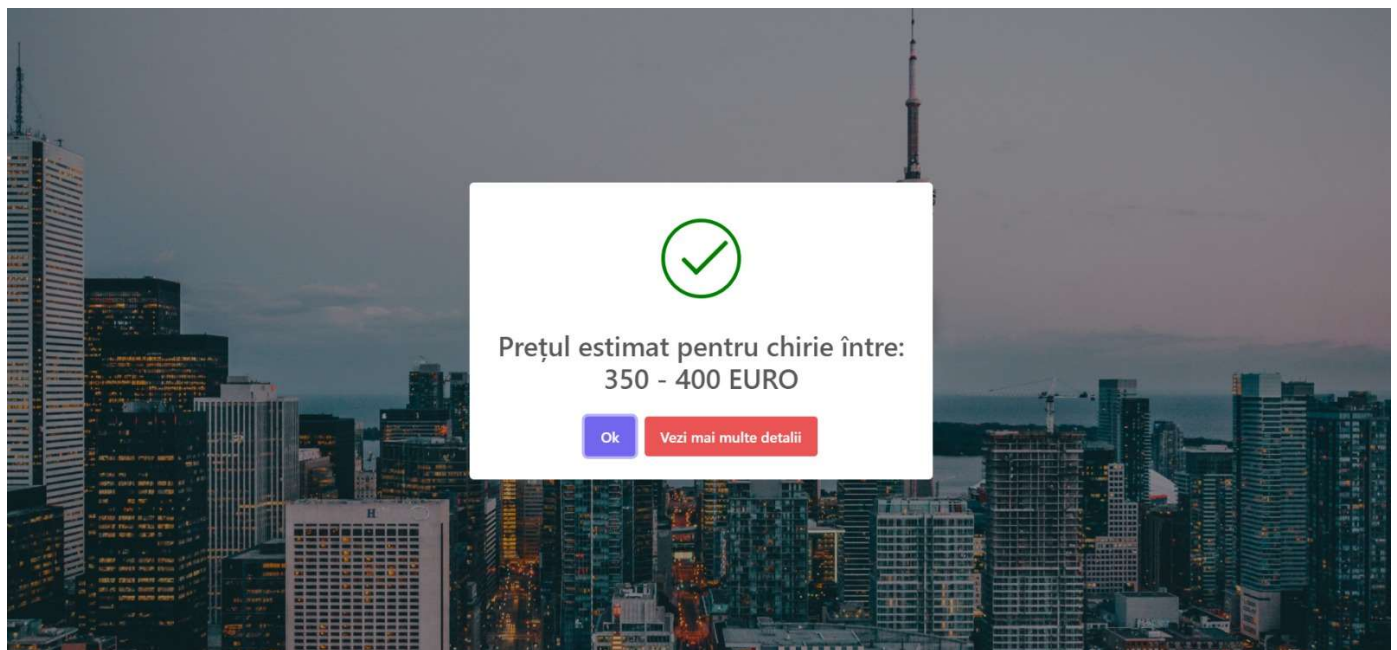 Prețul estimat pentru chirie între:
350 - 400 EURO
Ok
Vezi mai multe detalii
H